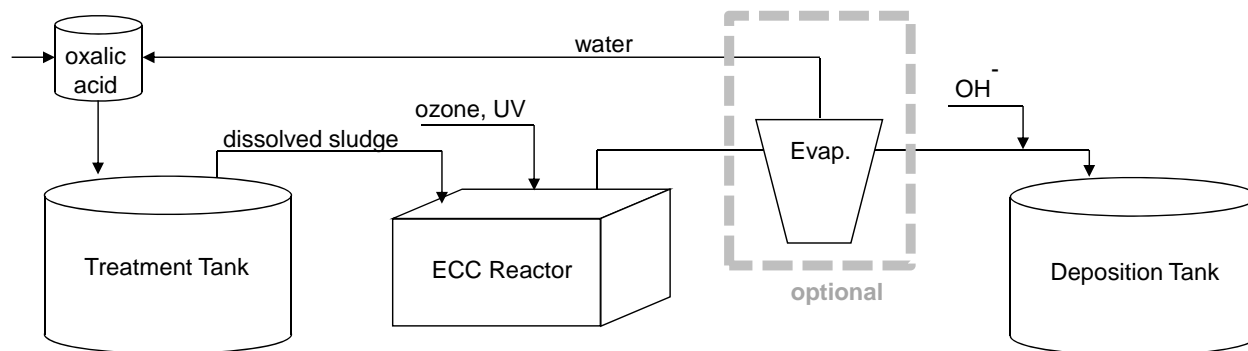 oxalic
acid
water
OH-
ozone, UV
dissolved sludge
Evap.
Treatment Tank
ECC Reactor
Deposition Tank
optional